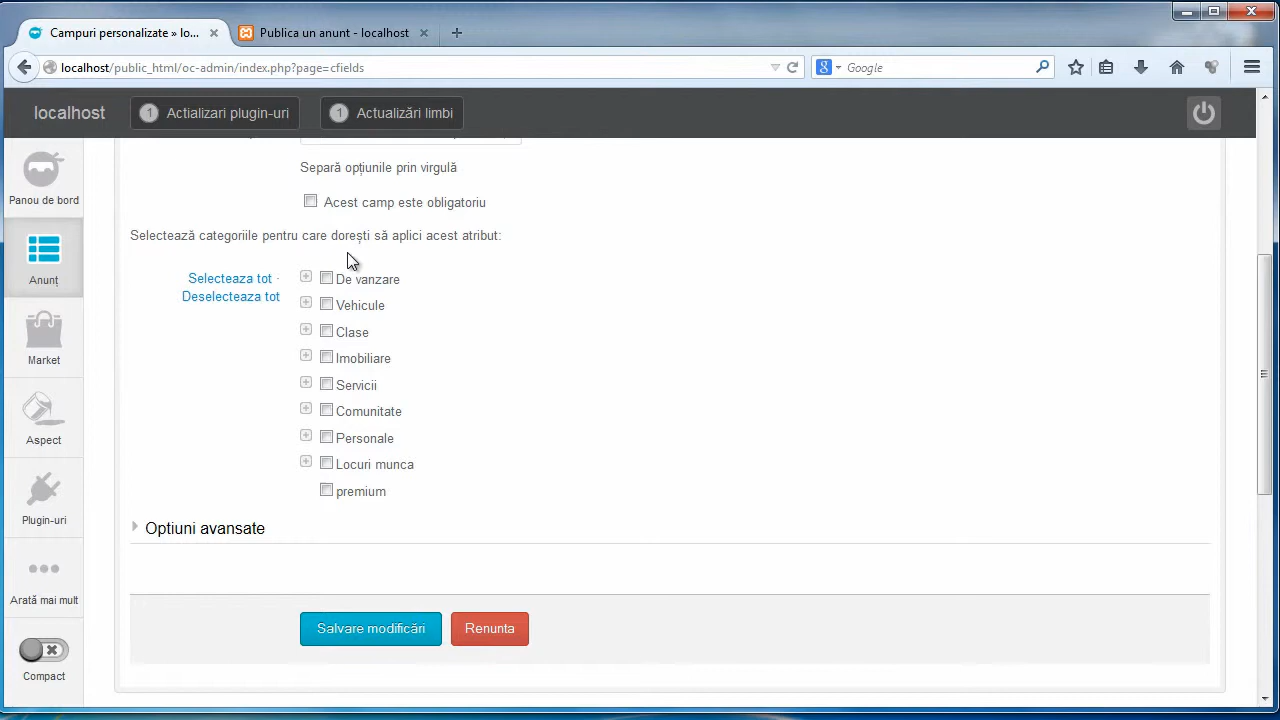 Campuri personalizate » lo...
Publica un anunt - localhost
localhost/public_html/oc-admin/index.php?page=cfields
Google
localhost
1 Actializari plugin-uri
1 Actualizări limbi
Panou de bord
Anunț
Market
Aspect
Plugin-uri
Arată mai mult
Compact
Separă opțiunile prin virgulă
Acest camp este obligatoriu
Selectează categoriile pentru care dorești să aplici acest atribut:
Selecteaza tot ·
Deselecteaza tot
De vanzare
Vehicule
Clase
Imobiliare
Servicii
Comunitate
Personale
Locuri munca
premium
Optiuni avansate
Salvare modificări
Renunta